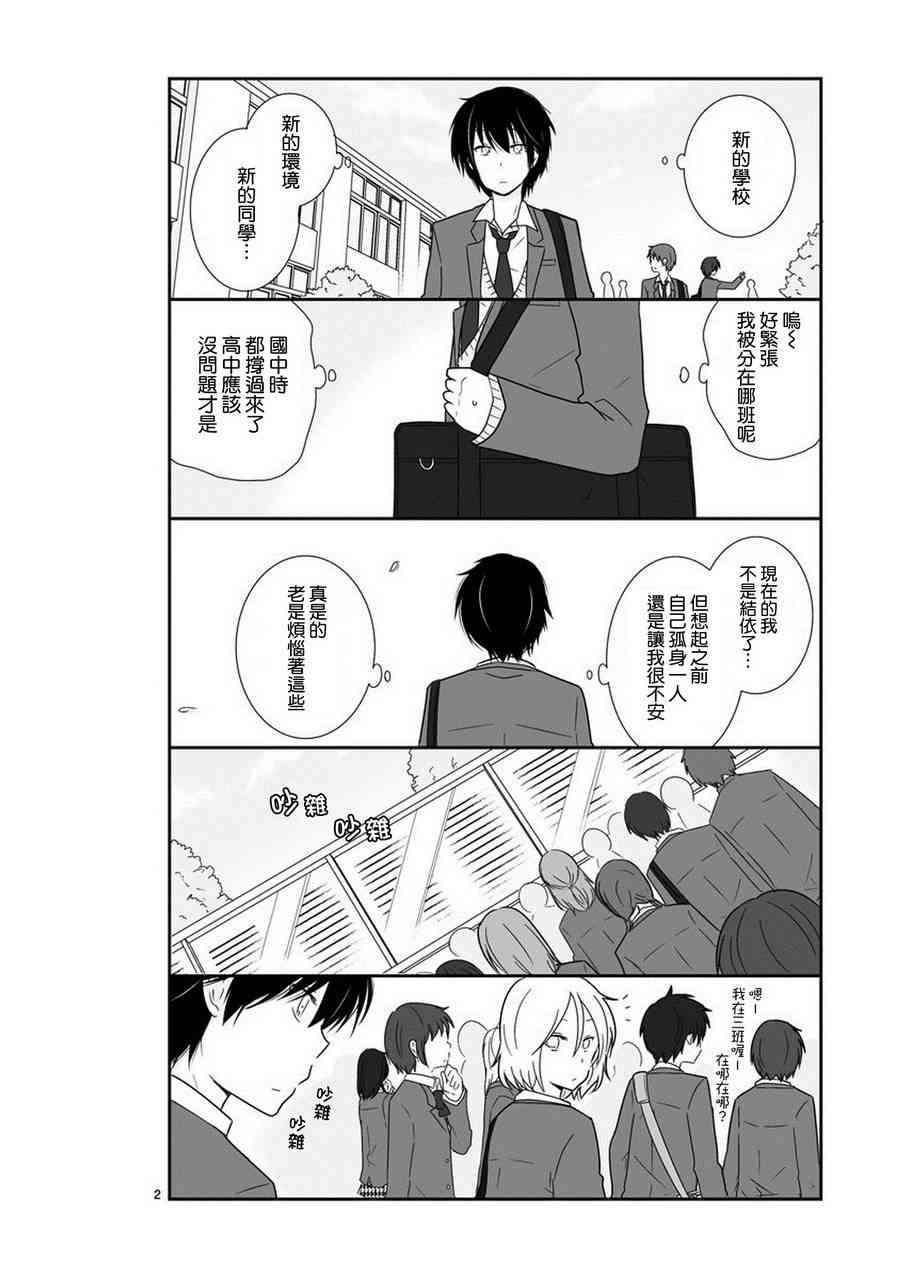 新的學校
新的環境
新的同學…
嗚~
好緊張
我被分在哪班呢
國中時
都撐過來了
高中應該
沒問題才是
現在的我
不是結依了…
但想起之前
自己孤身一人
還是讓我很不安
真是的
老是煩惱著這些
吵雜
吵雜
嗯ー
我在三班喔ー
在哪在哪?
吵雜
吵雜
2